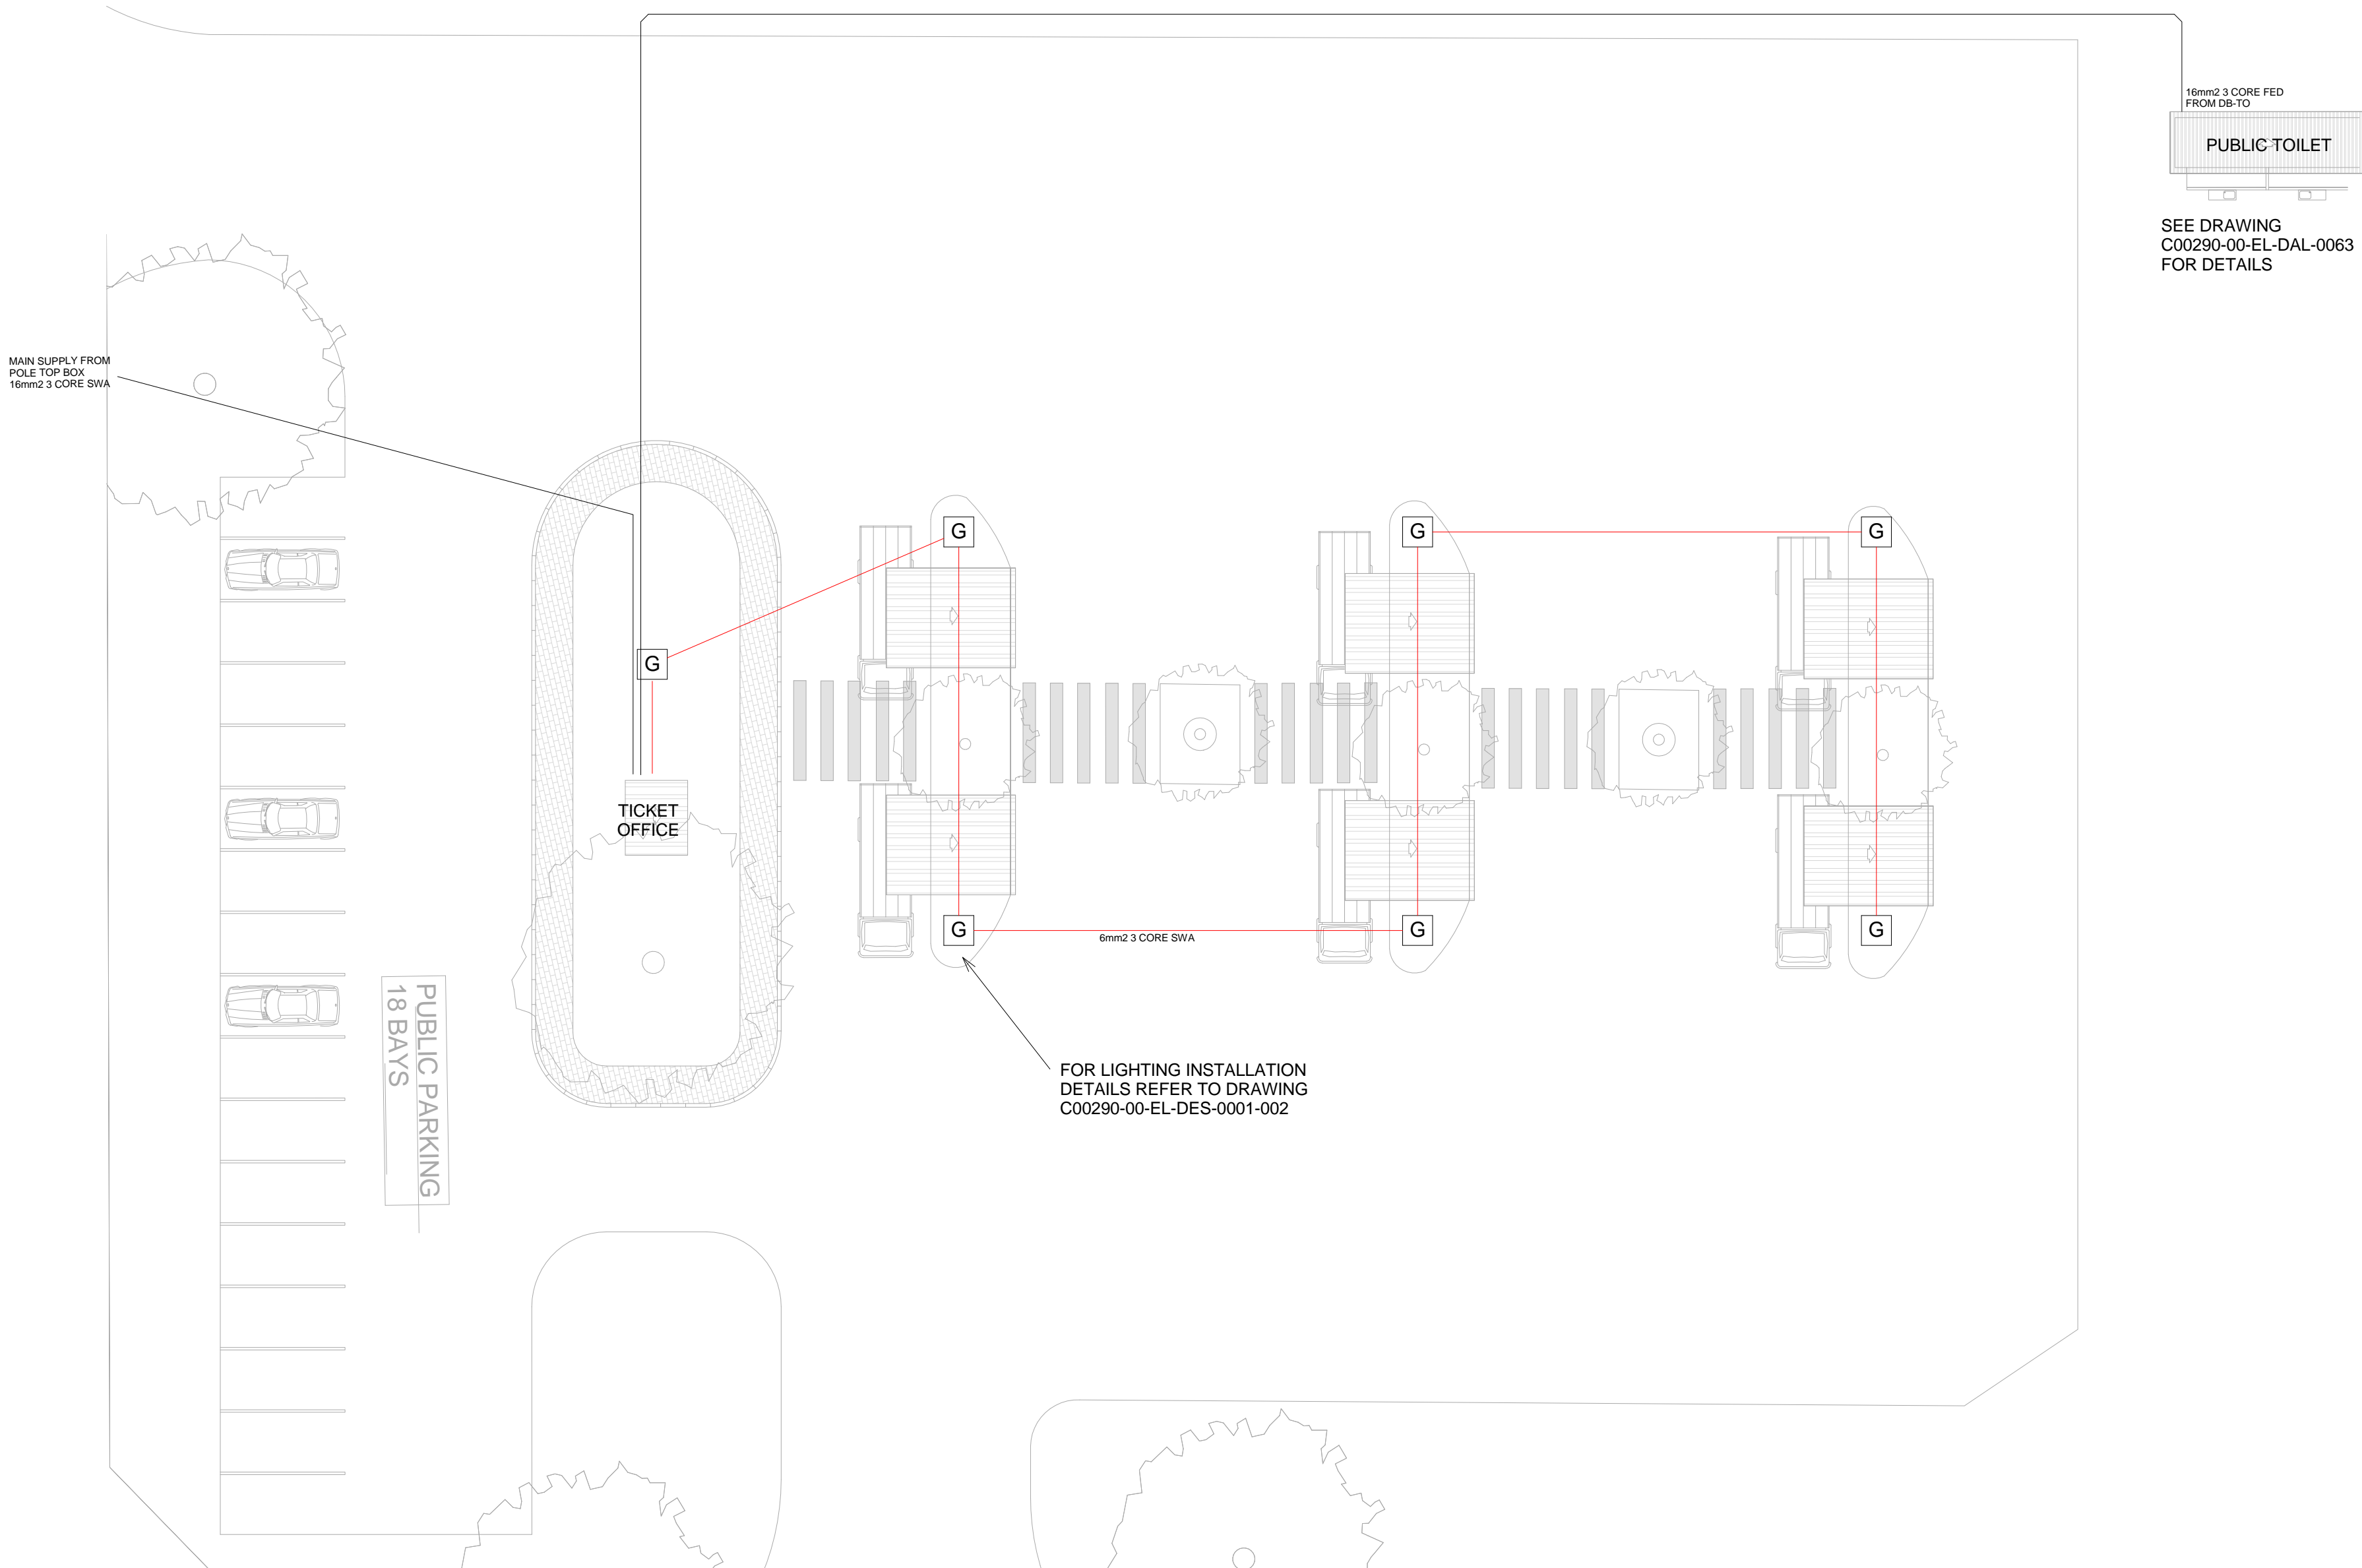 16mm2 3 CORE FED
FROM DB-TO
PUBLIC TOILET
SEE DRAWING
C00290-00-EL-DAL-0063
FOR DETAILS
MAIN SUPPLY FROM
POLE TOP BOX
16mm2 3 CORE SWA
G
G
G
G
TICKET
OFFICE
G
G
G
6mm2 3 CORE SWA
PUBLIC PARKING
18 BAYS
FOR LIGHTING INSTALLATION
DETAILS REFER TO DRAWING
C00290-00-EL-DES-0001-002